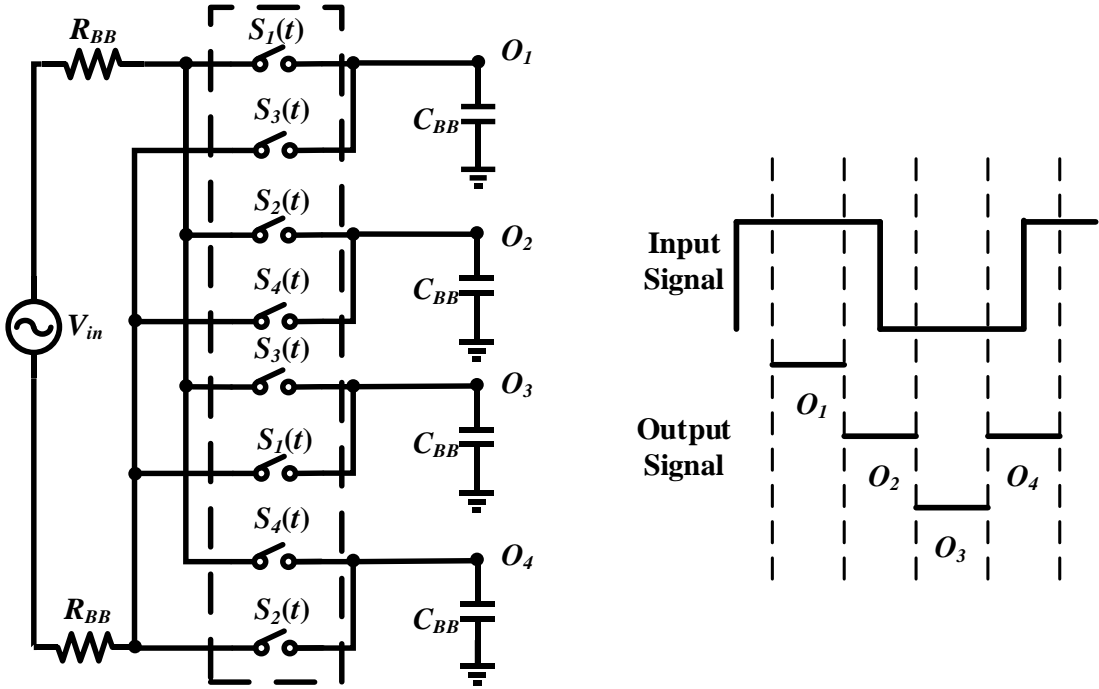 R_BB
S_1(t)
O_1
S_3(t)
C_BB
S_2(t)
O_2
S_4(t)
C_BB
V_in
S_3(t)
O_3
S_1(t)
C_BB
S_4(t)
O_4
R_BB
S_2(t)
C_BB
Input
Signal
Output
Signal
O_1
O_2
O_4
O_3